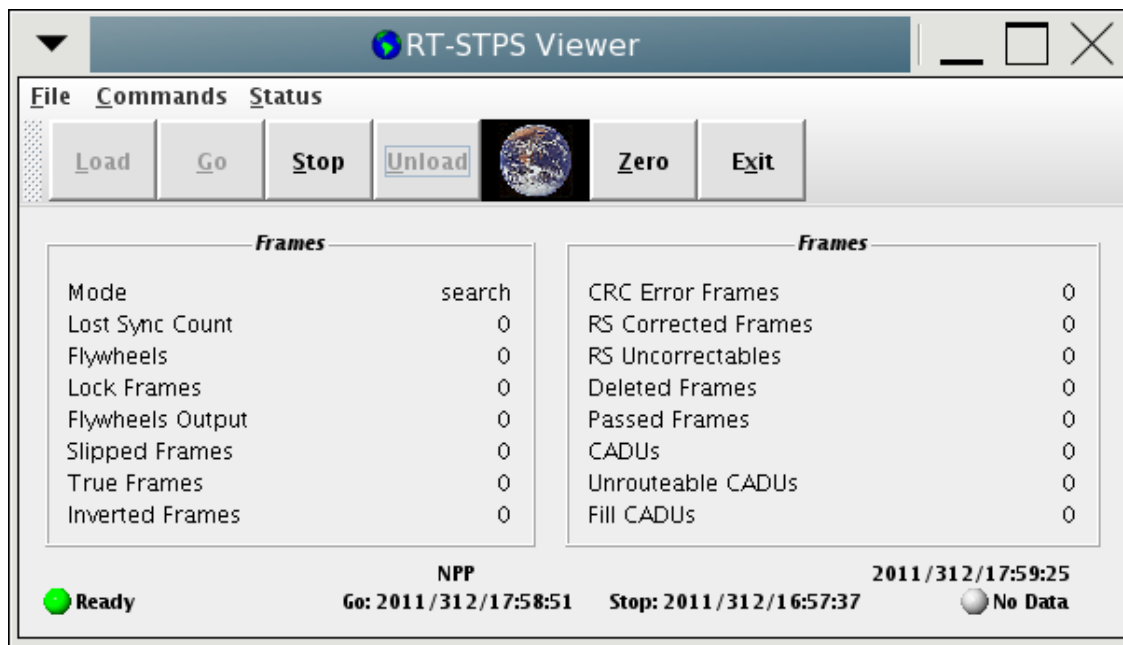 RT-STPS Viewer
File Commands Status
Load Go Stop Unload Zero Exit
Frames
Mode search
Lost Sync Count 0
Flywheels 0
Lock Frames 0
Flywheels Output 0
Slipped Frames 0
True Frames 0
Inverted Frames 0
Frames
CRC Error Frames 0
RS Corrected Frames 0
RS Uncorrectables 0
Deleted Frames 0
Passed Frames 0
CADUs 0
Unrouteable CADUs 0
Fill CADUs 0
NPP 2011/312/17:59:25
Ready Go: 2011/312/17:58:51 Stop: 2011/312/16:57:37 No Data